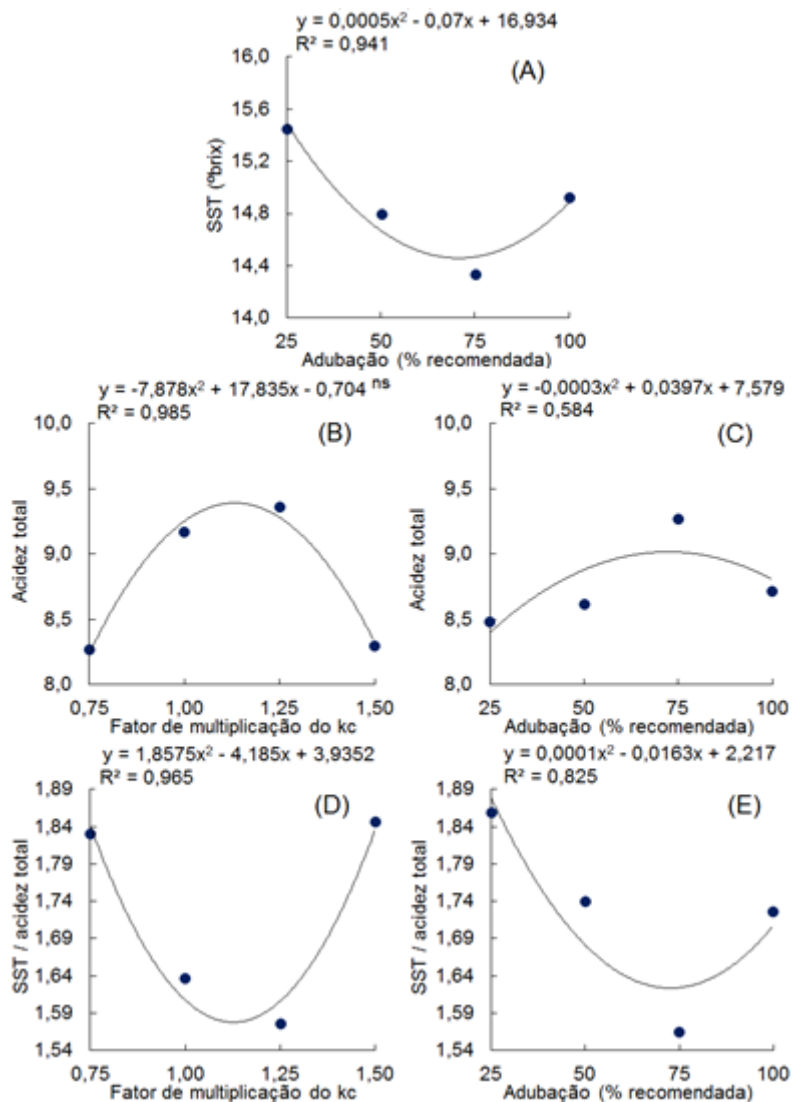 y = 0,0005x² - 0,07x + 16,934
R² = 0,941
(A)
16,0
15,6
15,2
14,8
14,4
14,0
SST (ºbrix)
25 50 75 100
Adubação (% recomendada)
y = -7,878x² + 17,835x - 0,704 ns
R² = 0,985
(B)
10,0
9,5
9,0
8,5
8,0
Acidez total
0,75 1,00 1,25 1,50
Fator de multiplicação do kc
y = -0,0003x² + 0,0397x + 7,579
R² = 0,584
(C)
10,0
9,5
9,0
8,5
8,0
Acidez total
25 50 75 100
Adubação (% recomendada)
y = 1,8575x² - 4,185x + 3,9352
R² = 0,965
(D)
1,89
1,84
1,79
1,74
1,69
1,64
1,59
1,54
SST / acidez total
0,75 1,00 1,25 1,50
Fator de multiplicação do kc
y = 0,0001x² - 0,0163x + 2,217
R² = 0,825
(E)
1,89
1,84
1,79
1,74
1,69
1,64
1,59
1,54
SST / acidez total
25 50 75 100
Adubação (% recomendada)